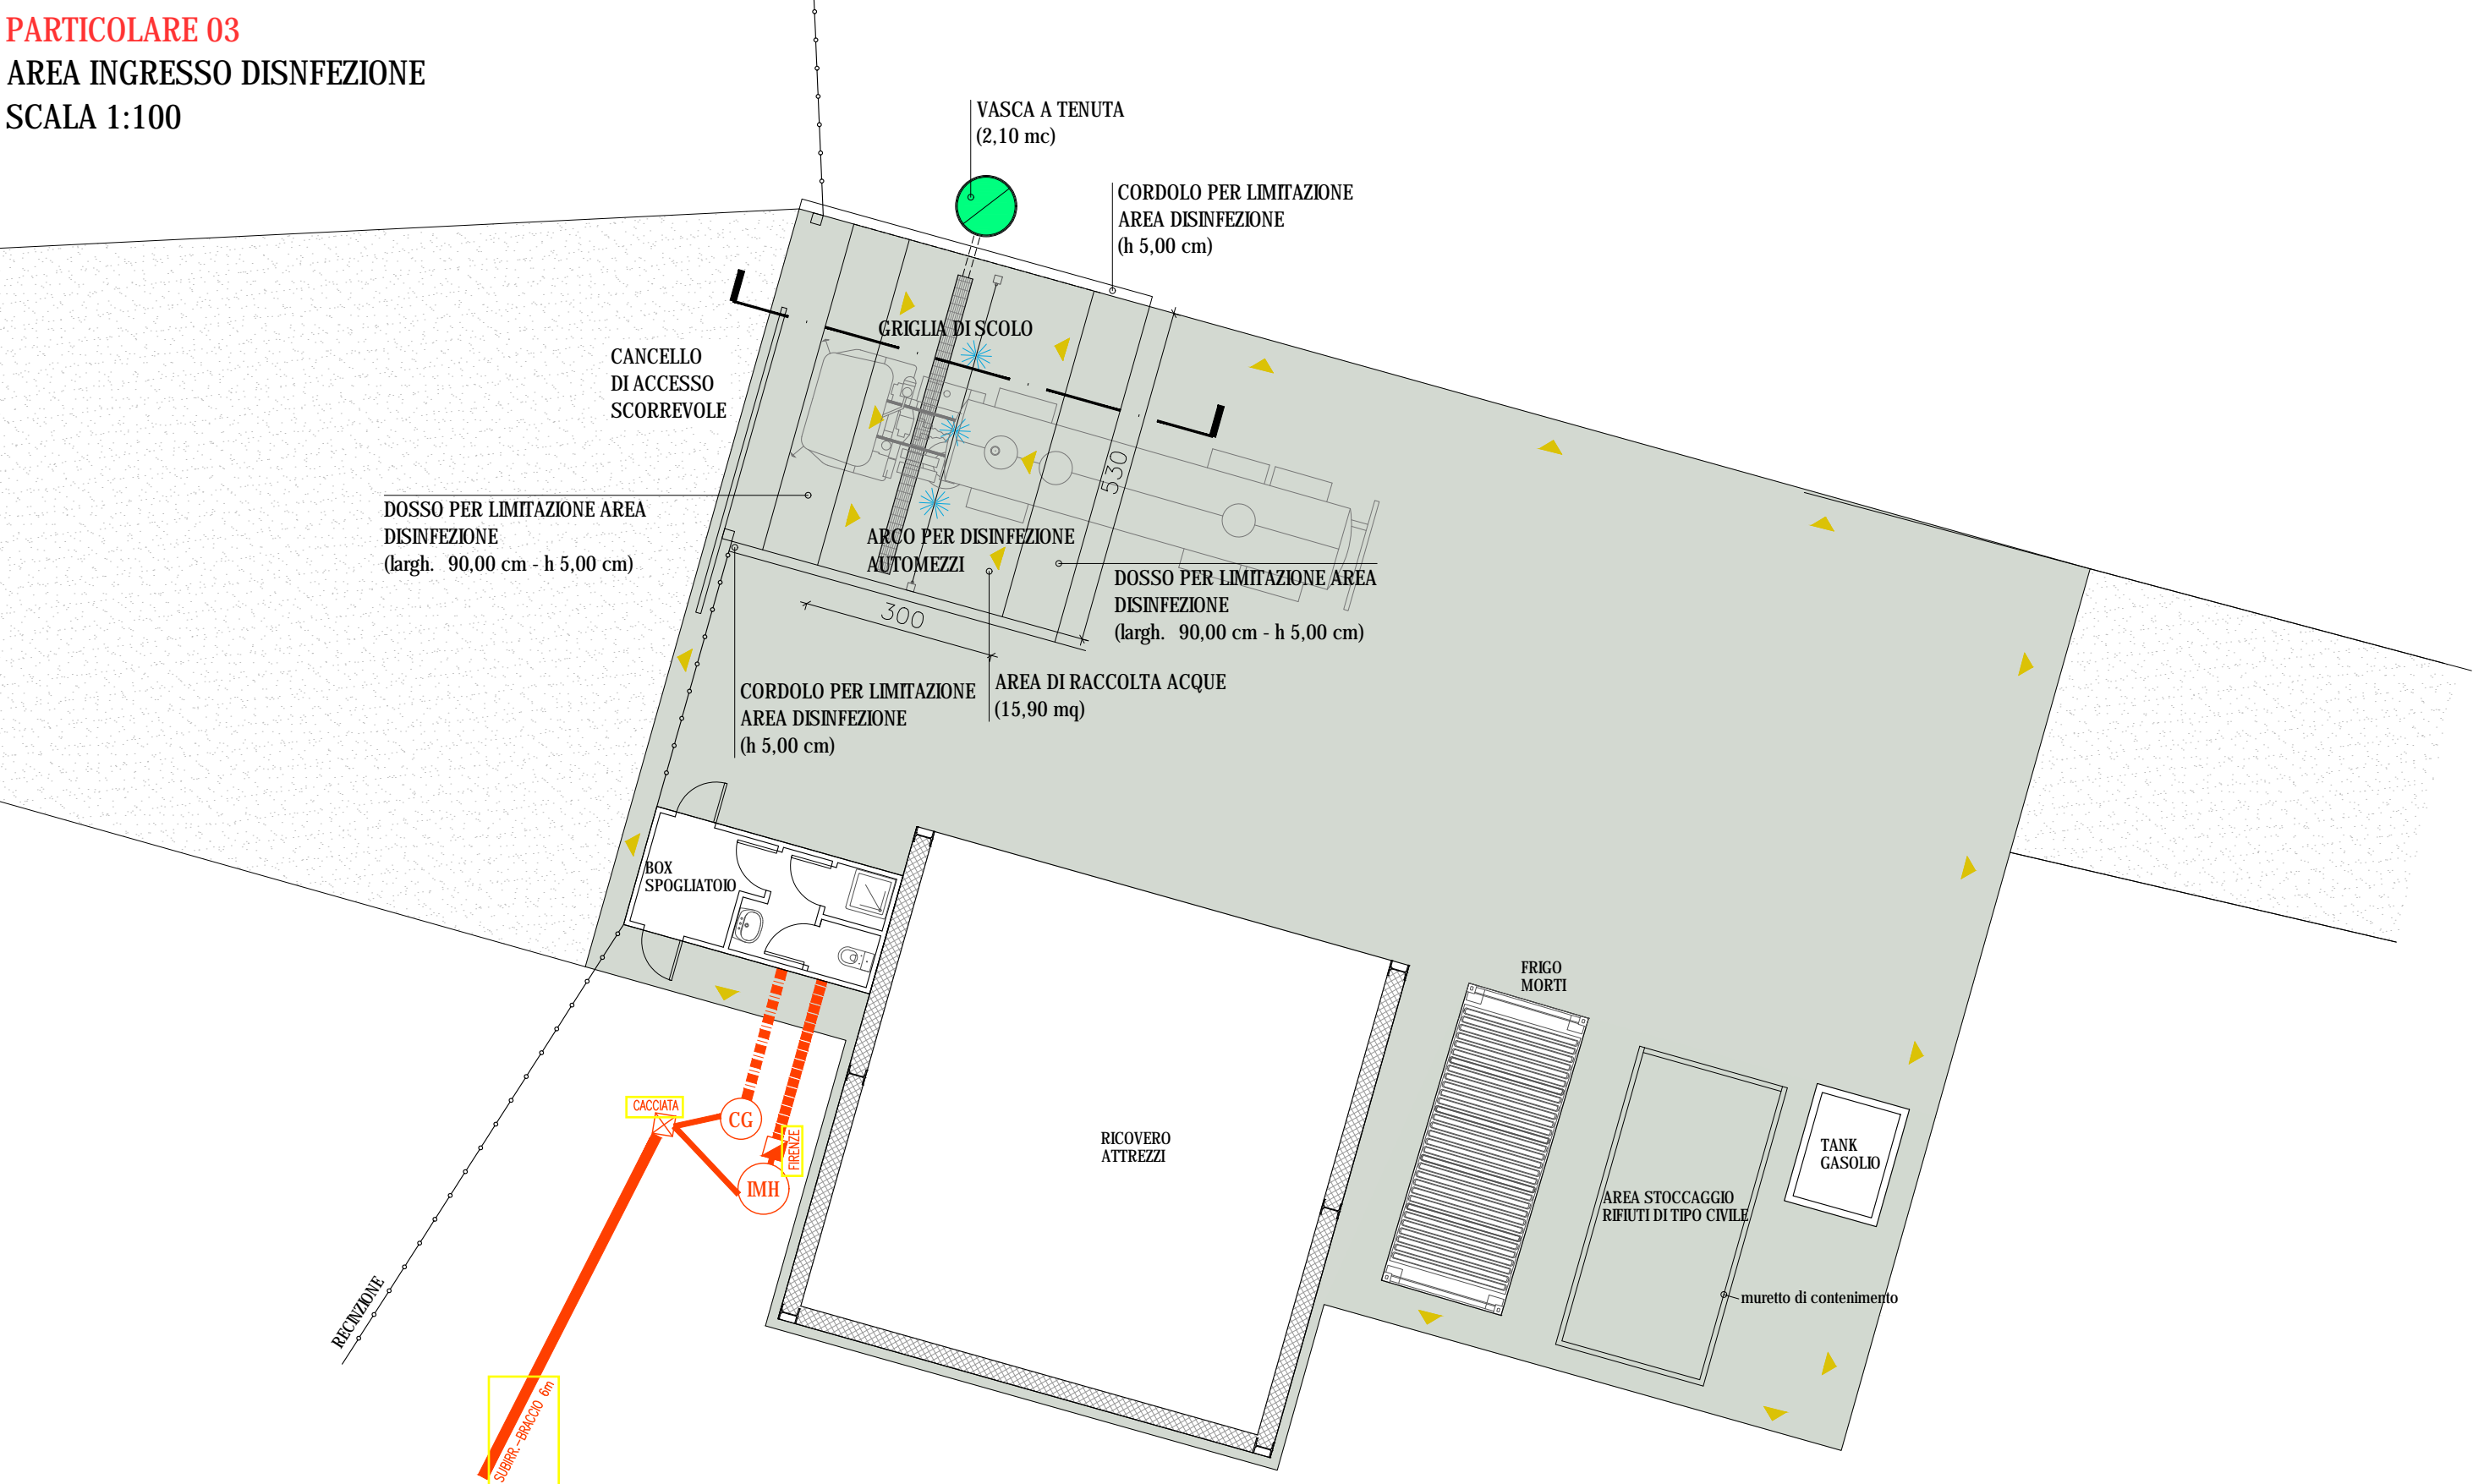 PARTICOLARE 03
AREA INGRESSO DISNFEZIONE
SCALA 1:100
VASCA A TENUTA
(2,10 mc)
CORDOLO PER LIMITAZIONE
AREA DISINFEZIONE
(h 5,00 cm)
GRIGLIA DI SCOLO
CANCELLO
DI ACCESSO
SCORREVOLE
530
DOSSO PER LIMITAZIONE AREA
DISINFEZIONE
(largh. 90,00 cm - h 5,00 cm)
ARCO PER DISINFEZIONE
AUTOMEZZI
DOSSO PER LIMITAZIONE AREA
DISINFEZIONE
(largh. 90,00 cm - h 5,00 cm)
300
CORDOLO PER LIMITAZIONE
AREA DISINFEZIONE
(h 5,00 cm)
AREA DI RACCOLTA ACQUE
(15,90 mq)
BOX
SPOGLIATOIO
FRIGO
MORTI
CACCIATA
CG
FIRENZE
IMH
RICOVERO
ATTREZZI
TANK
GASOLIO
AREA STOCCAGGIO
RIFIUTI DI TIPO CIVILE
muretto di contenimento
RECINZIONE
SUBIRR.-BRACCIO 6m